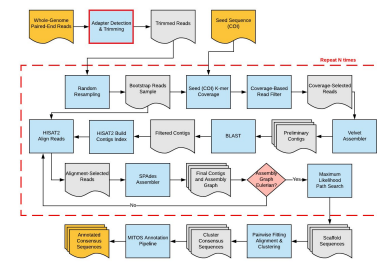 Whole-Genome
Paired-End Reads
Adapter Detection
& Trimming
Trimmed Reads
Seed Sequence
(COI)
Repeat N times
Random
Resampling
Bootstrap Reads
Sample
Seed (COI) K-mer
Coverage
Coverage-Based
Read Filter
Coverage-Selected
Reads
HISAT2
Align Reads
HISAT2 Build
Contigs Index
Filtered Contigs
BLAST
Preliminary
Contigs
Velvet
Assembler
Alignment-Selected
Reads
SPAdes
Assembler
Final Contigs
and Assembly
Graph
Assembly
Graph
Eulerian?
Yes
No
Maximum
Likelihood
Path Search
Annotated
Consensus
Sequences
MITOS Annotation
Pipeline
Cluster
Consensus
Sequences
Pairwise Fitting
Alignment &
Clustering
Scaffold
Sequences